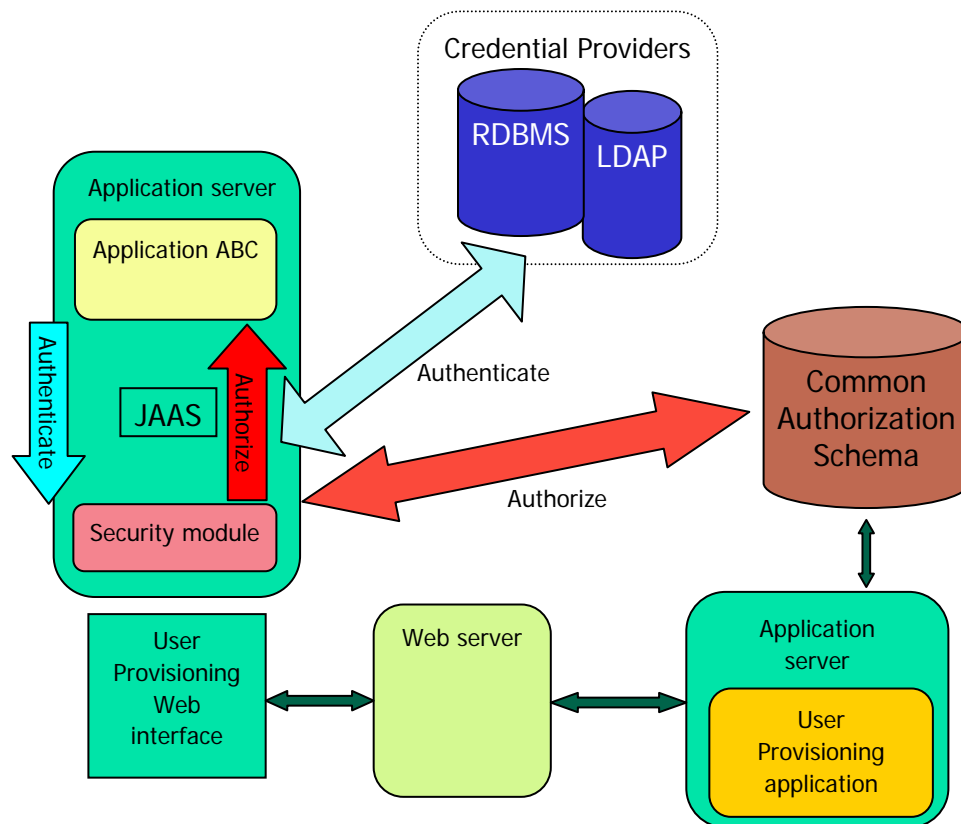 Credential Providers
RDBMS
LDAP
Application server
Application ABC
Authenticate
JAAS
Authorize
Security module
Authenticate
Authorize
Common
Authorization
Schema
User
Provisioning
Web
interface
Web server
Application
server
User
Provisioning
application